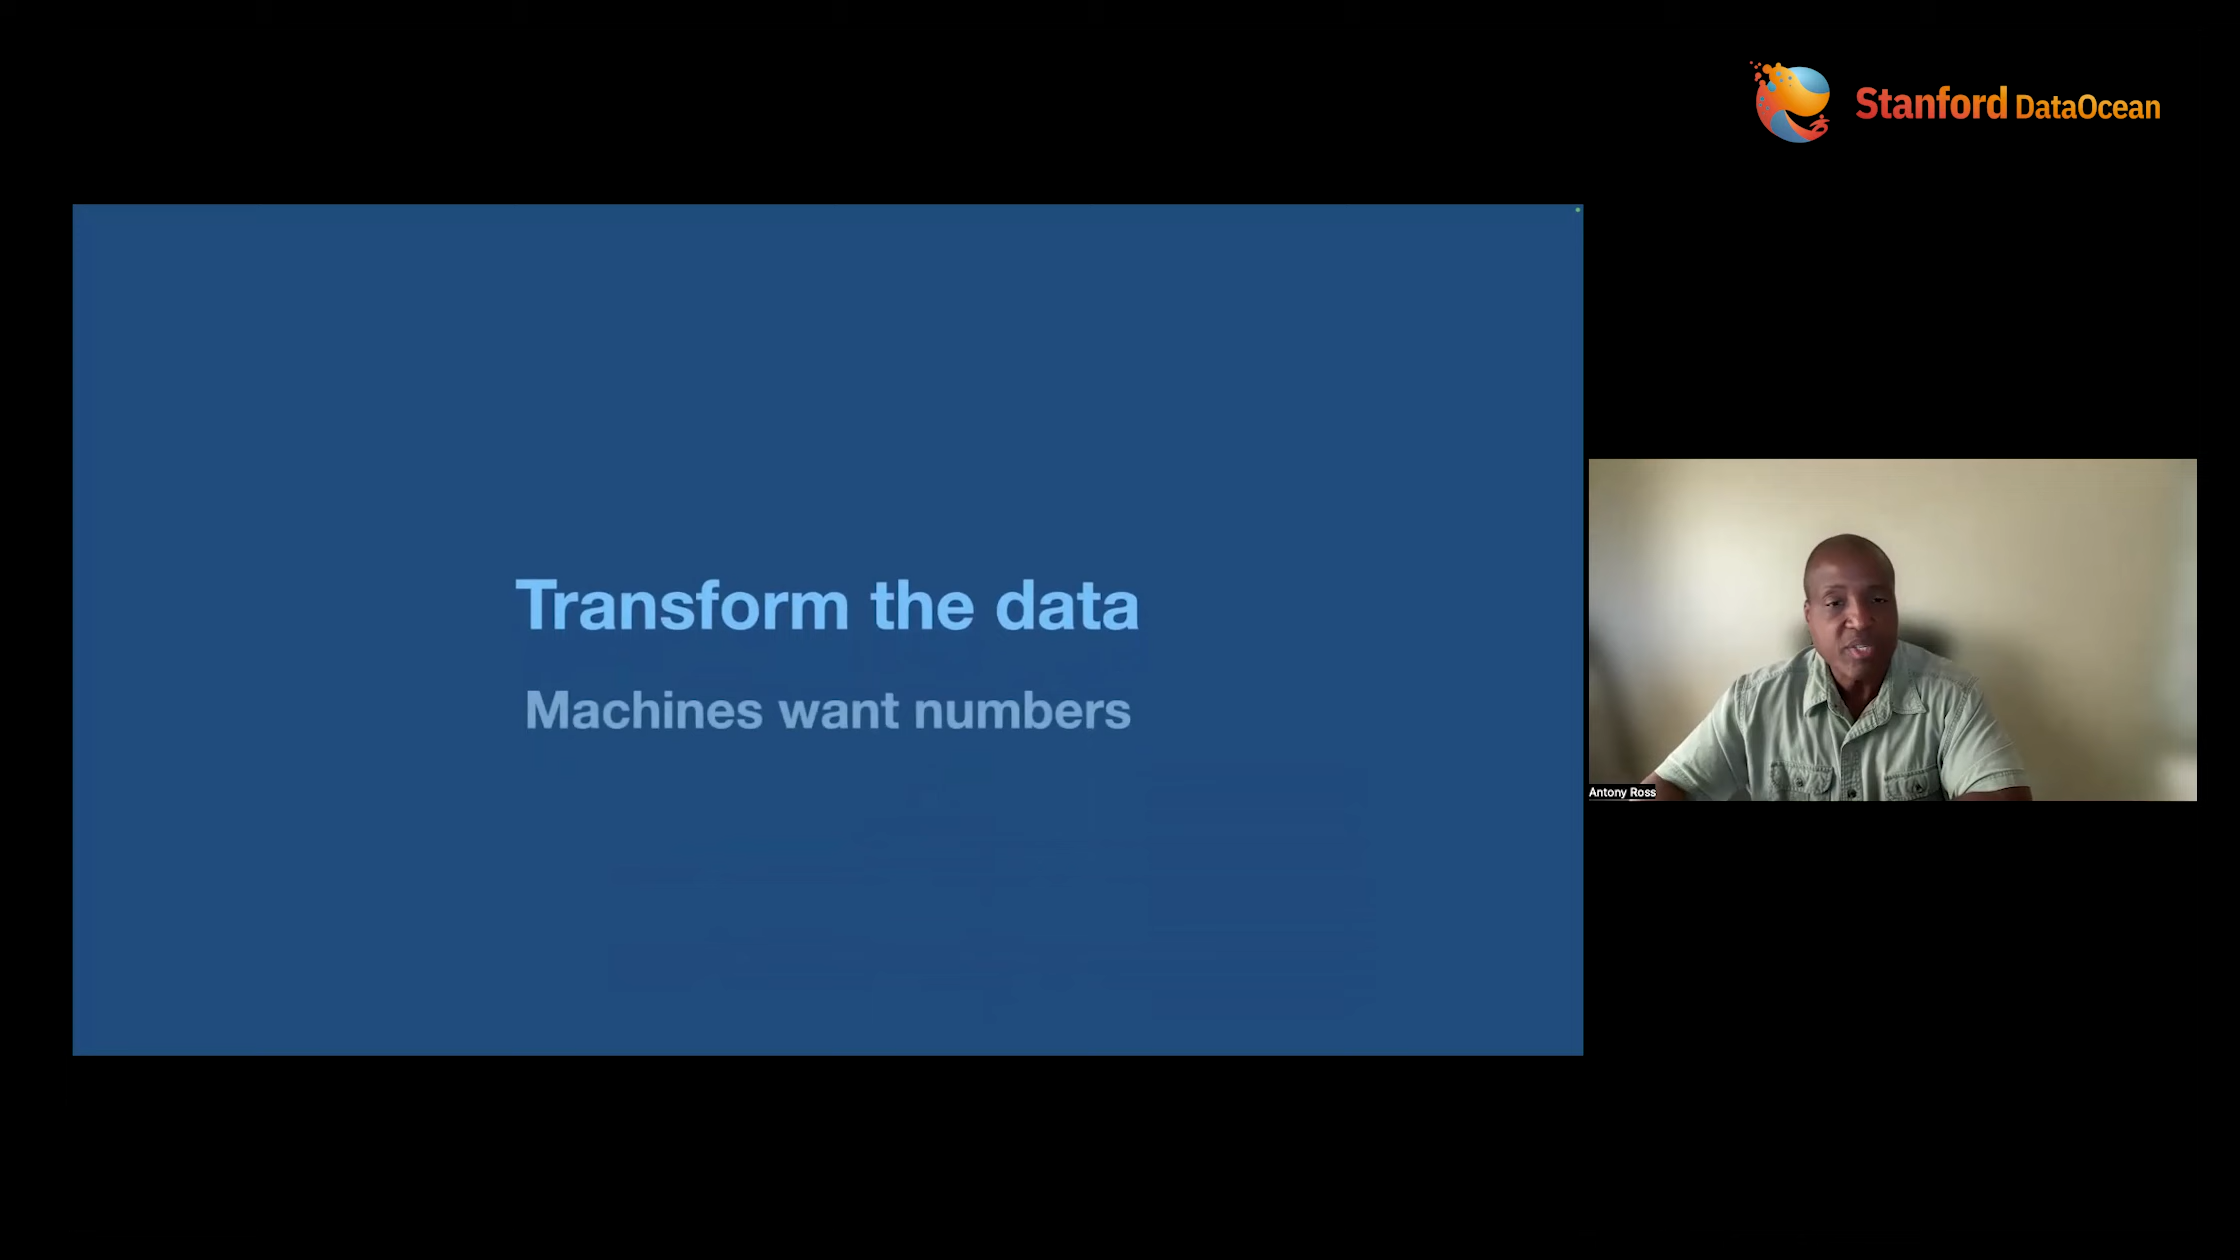 Stanford DataOcean
Transform the data
Machines want numbers
Antony Ross